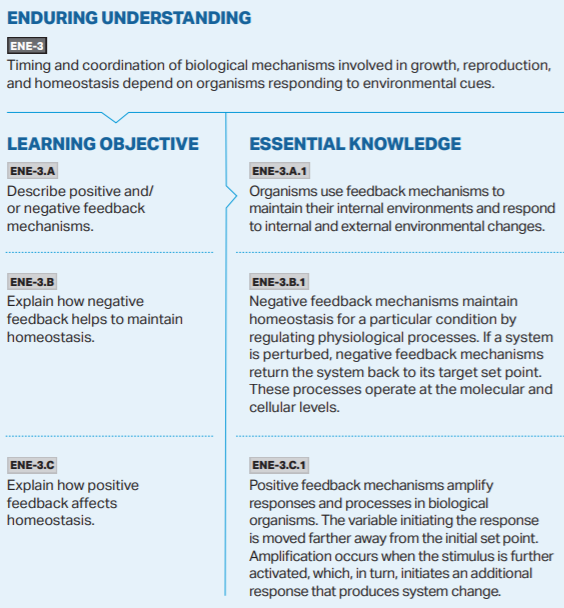 ENDURING UNDERSTANDING
ENE-3
Timing and coordination of biological mechanisms involved in growth, reproduction,
and homeostasis depend on organisms responding to environmental cues.
LEARNING OBJECTIVE
ENE-3.A
Describe positive and/
or negative feedback
mechanisms.
ESSENTIAL KNOWLEDGE
ENE-3.A.1
Organisms use feedback mechanisms to
maintain their internal environments and respond
to internal and external environmental changes.
ENE-3.B
Explain how negative
feedback helps to maintain
homeostasis.
ENE-3.B.1
Negative feedback mechanisms maintain
homeostasis for a particular condition by
regulating physiological processes. If a system
is perturbed, negative feedback mechanisms
return the system back to its target set point.
These processes operate at the molecular and
cellular levels.
ENE-3.C
Explain how positive
feedback affects
homeostasis.
ENE-3.C.1
Positive feedback mechanisms amplify
responses and processes in biological
organisms. The variable initiating the response
is moved farther away from the initial set point.
Amplification occurs when the stimulus is further
activated, which, in turn, initiates an additional
response that produces system change.